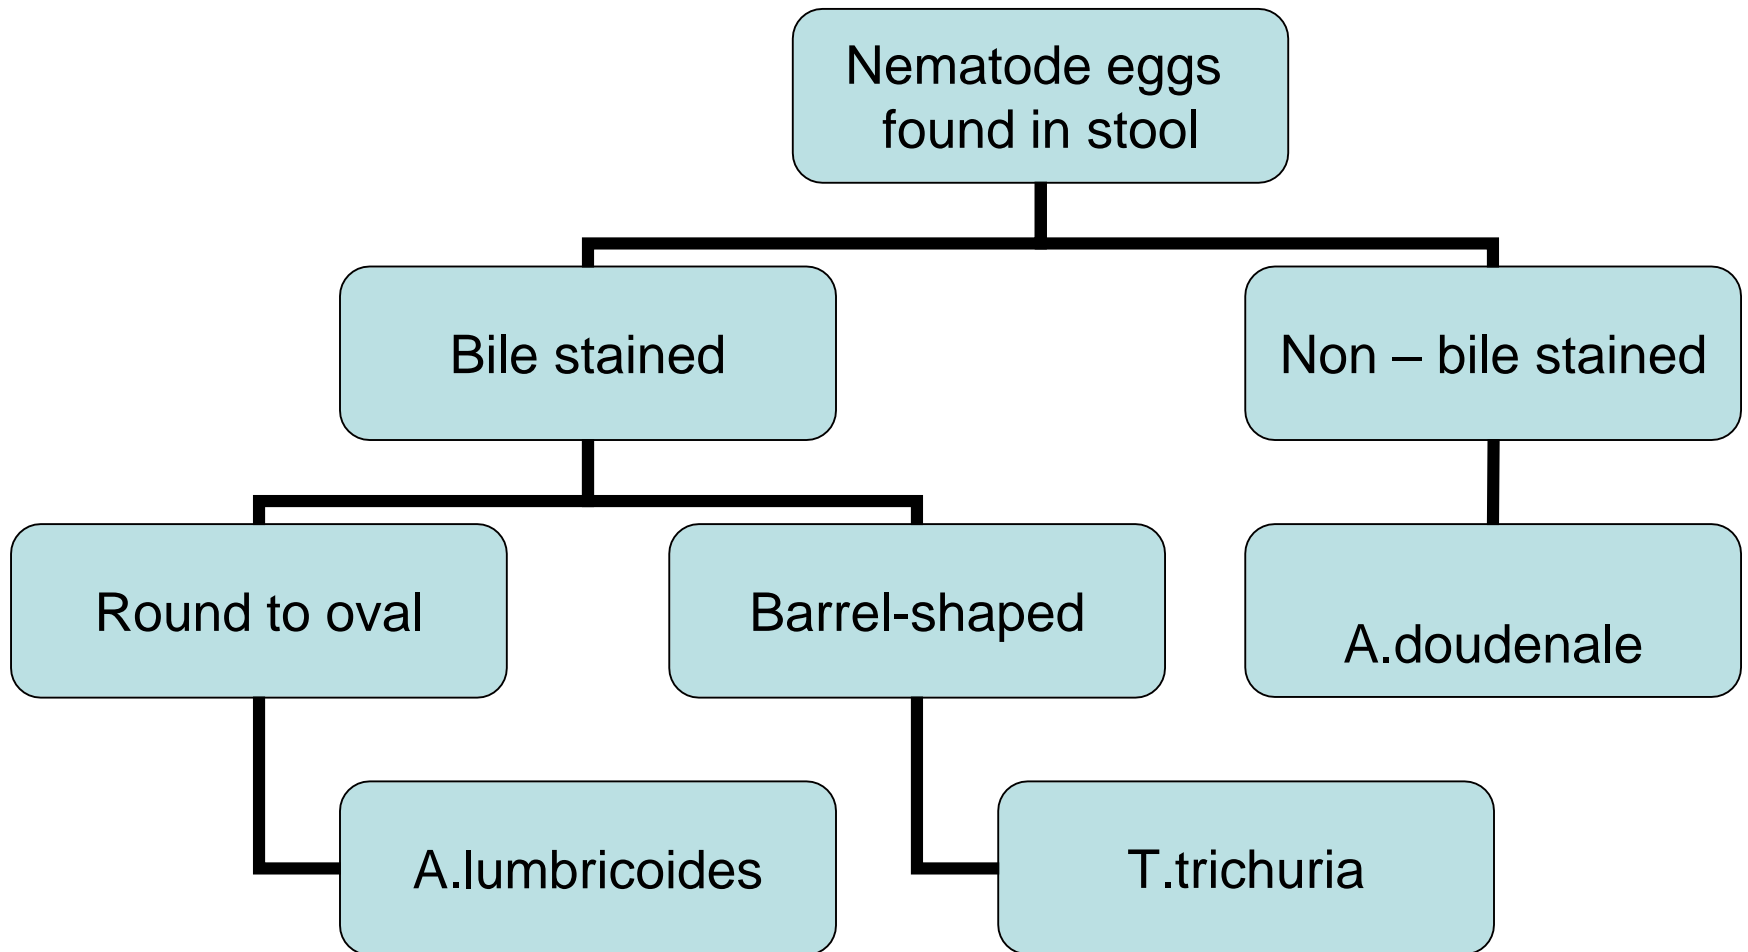 Nematode eggs
found in stool
Bile stained
Non – bile stained
Round to oval
Barrel-shaped
A.doudenale
A.lumbricoides
T.trichuria